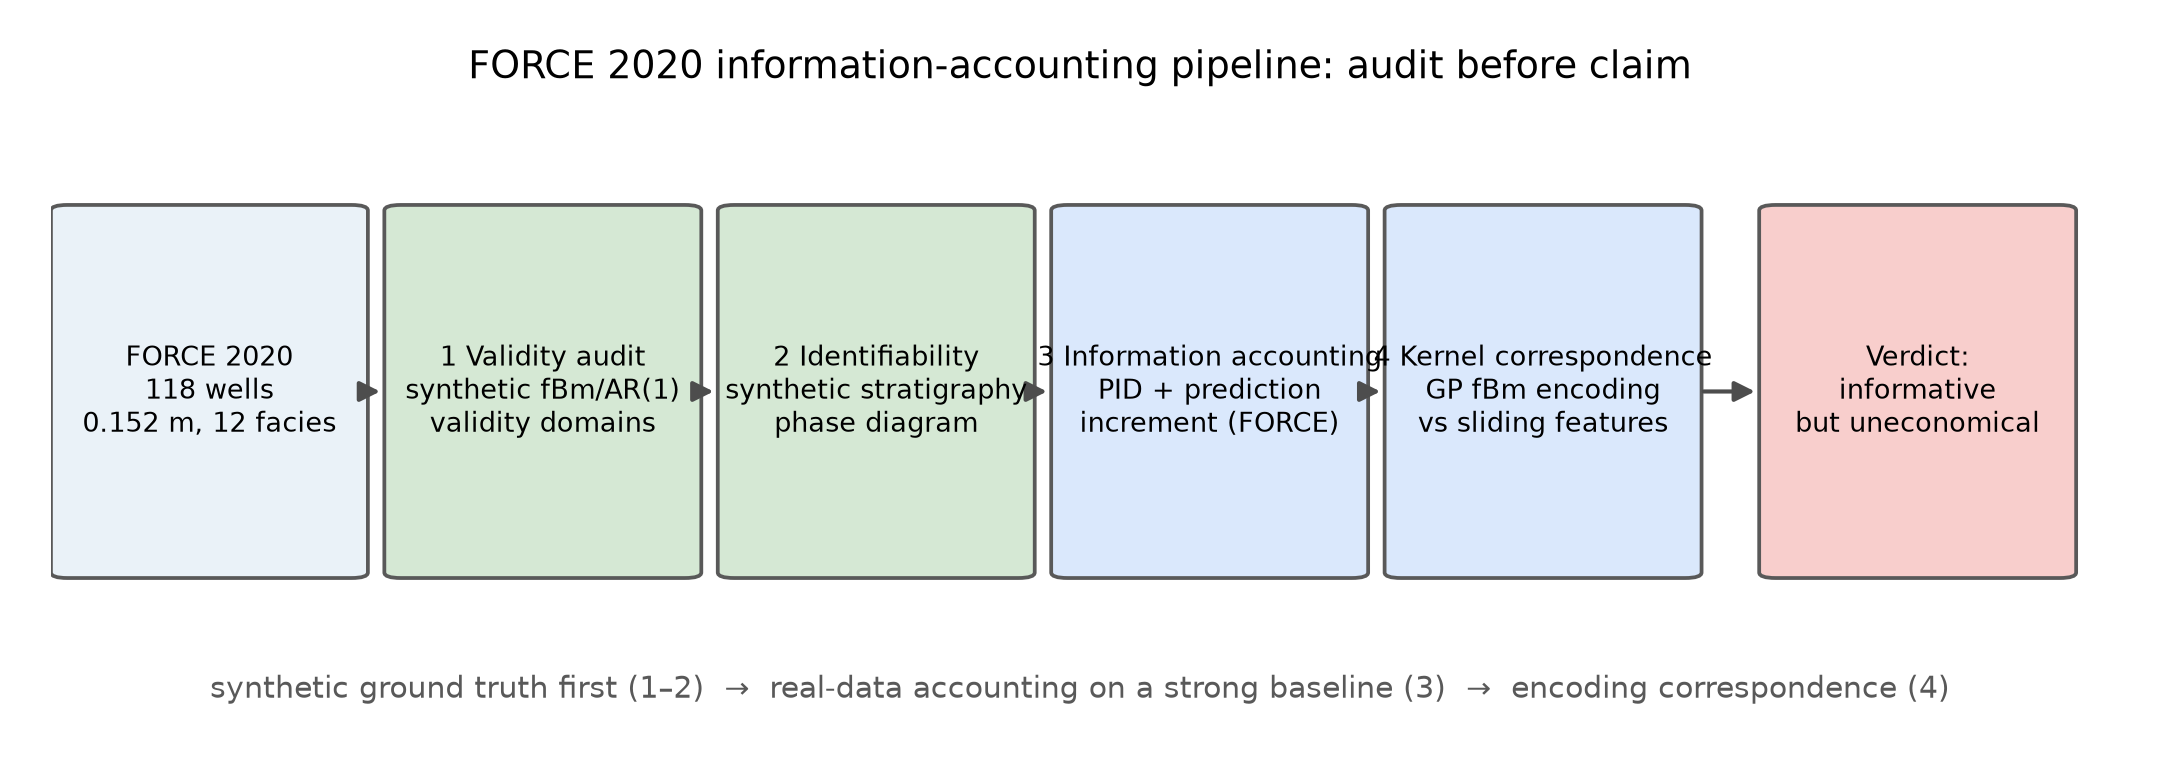 FORCE 2020 information-accounting pipeline: audit before claim
FORCE 2020
118 wells
0.152 m, 12 facies
1 Validity audit
synthetic fBm/AR(1)
validity domains
2 Identifiability
synthetic stratigraphy
phase diagram
3 Information accounting
PID + prediction
increment (FORCE)
4 Kernel correspondence
GP fBm encoding
vs sliding features
Verdict:
informative
but uneconomical
synthetic ground truth first (1–2) → real-data accounting on a strong baseline (3) → encoding correspondence (4)